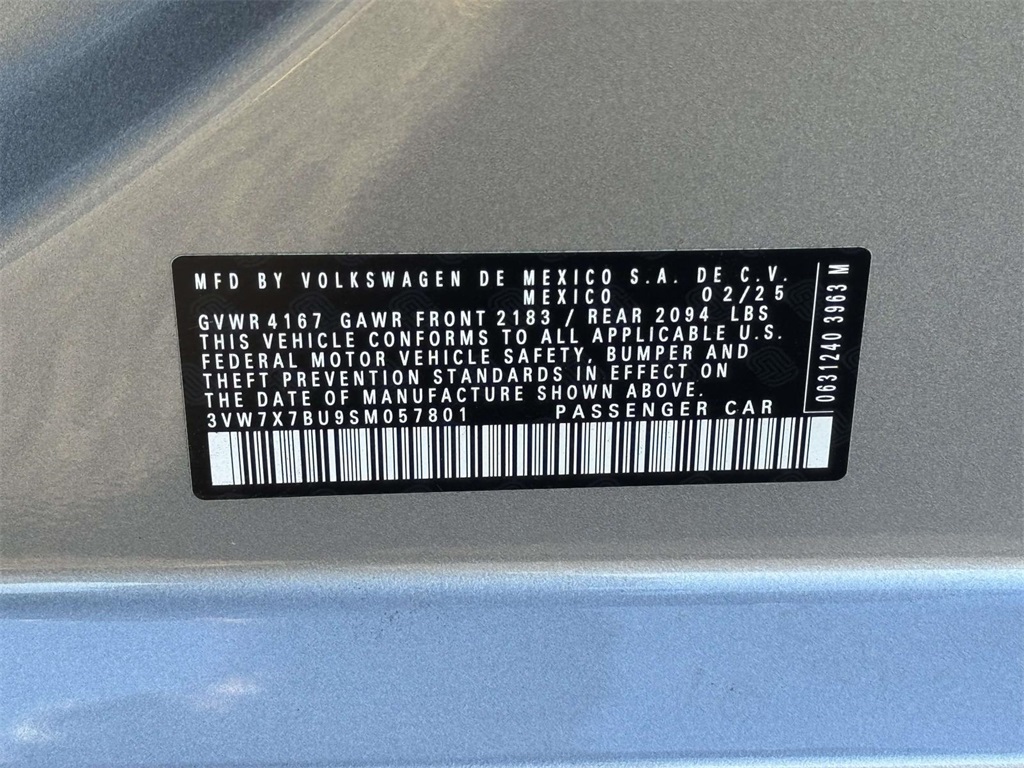 MFD BY VOLKSWAGEN DE MEXICO S.A. DE C.V.
MEXICO 02/25
GVWR 4167 GAWR FRONT 2183 / REAR 2094 LBS
THIS VEHICLE CONFORMS TO ALL APPLICABLE U.S.
FEDERAL MOTOR VEHICLE SAFETY, BUMPER AND
THEFT PREVENTION STANDARDS IN EFFECT ON
THE DATE OF MANUFACTURE SHOWN ABOVE.
3VW7X7BU9SM057801 PASSENGER CAR
0631240 3963 M